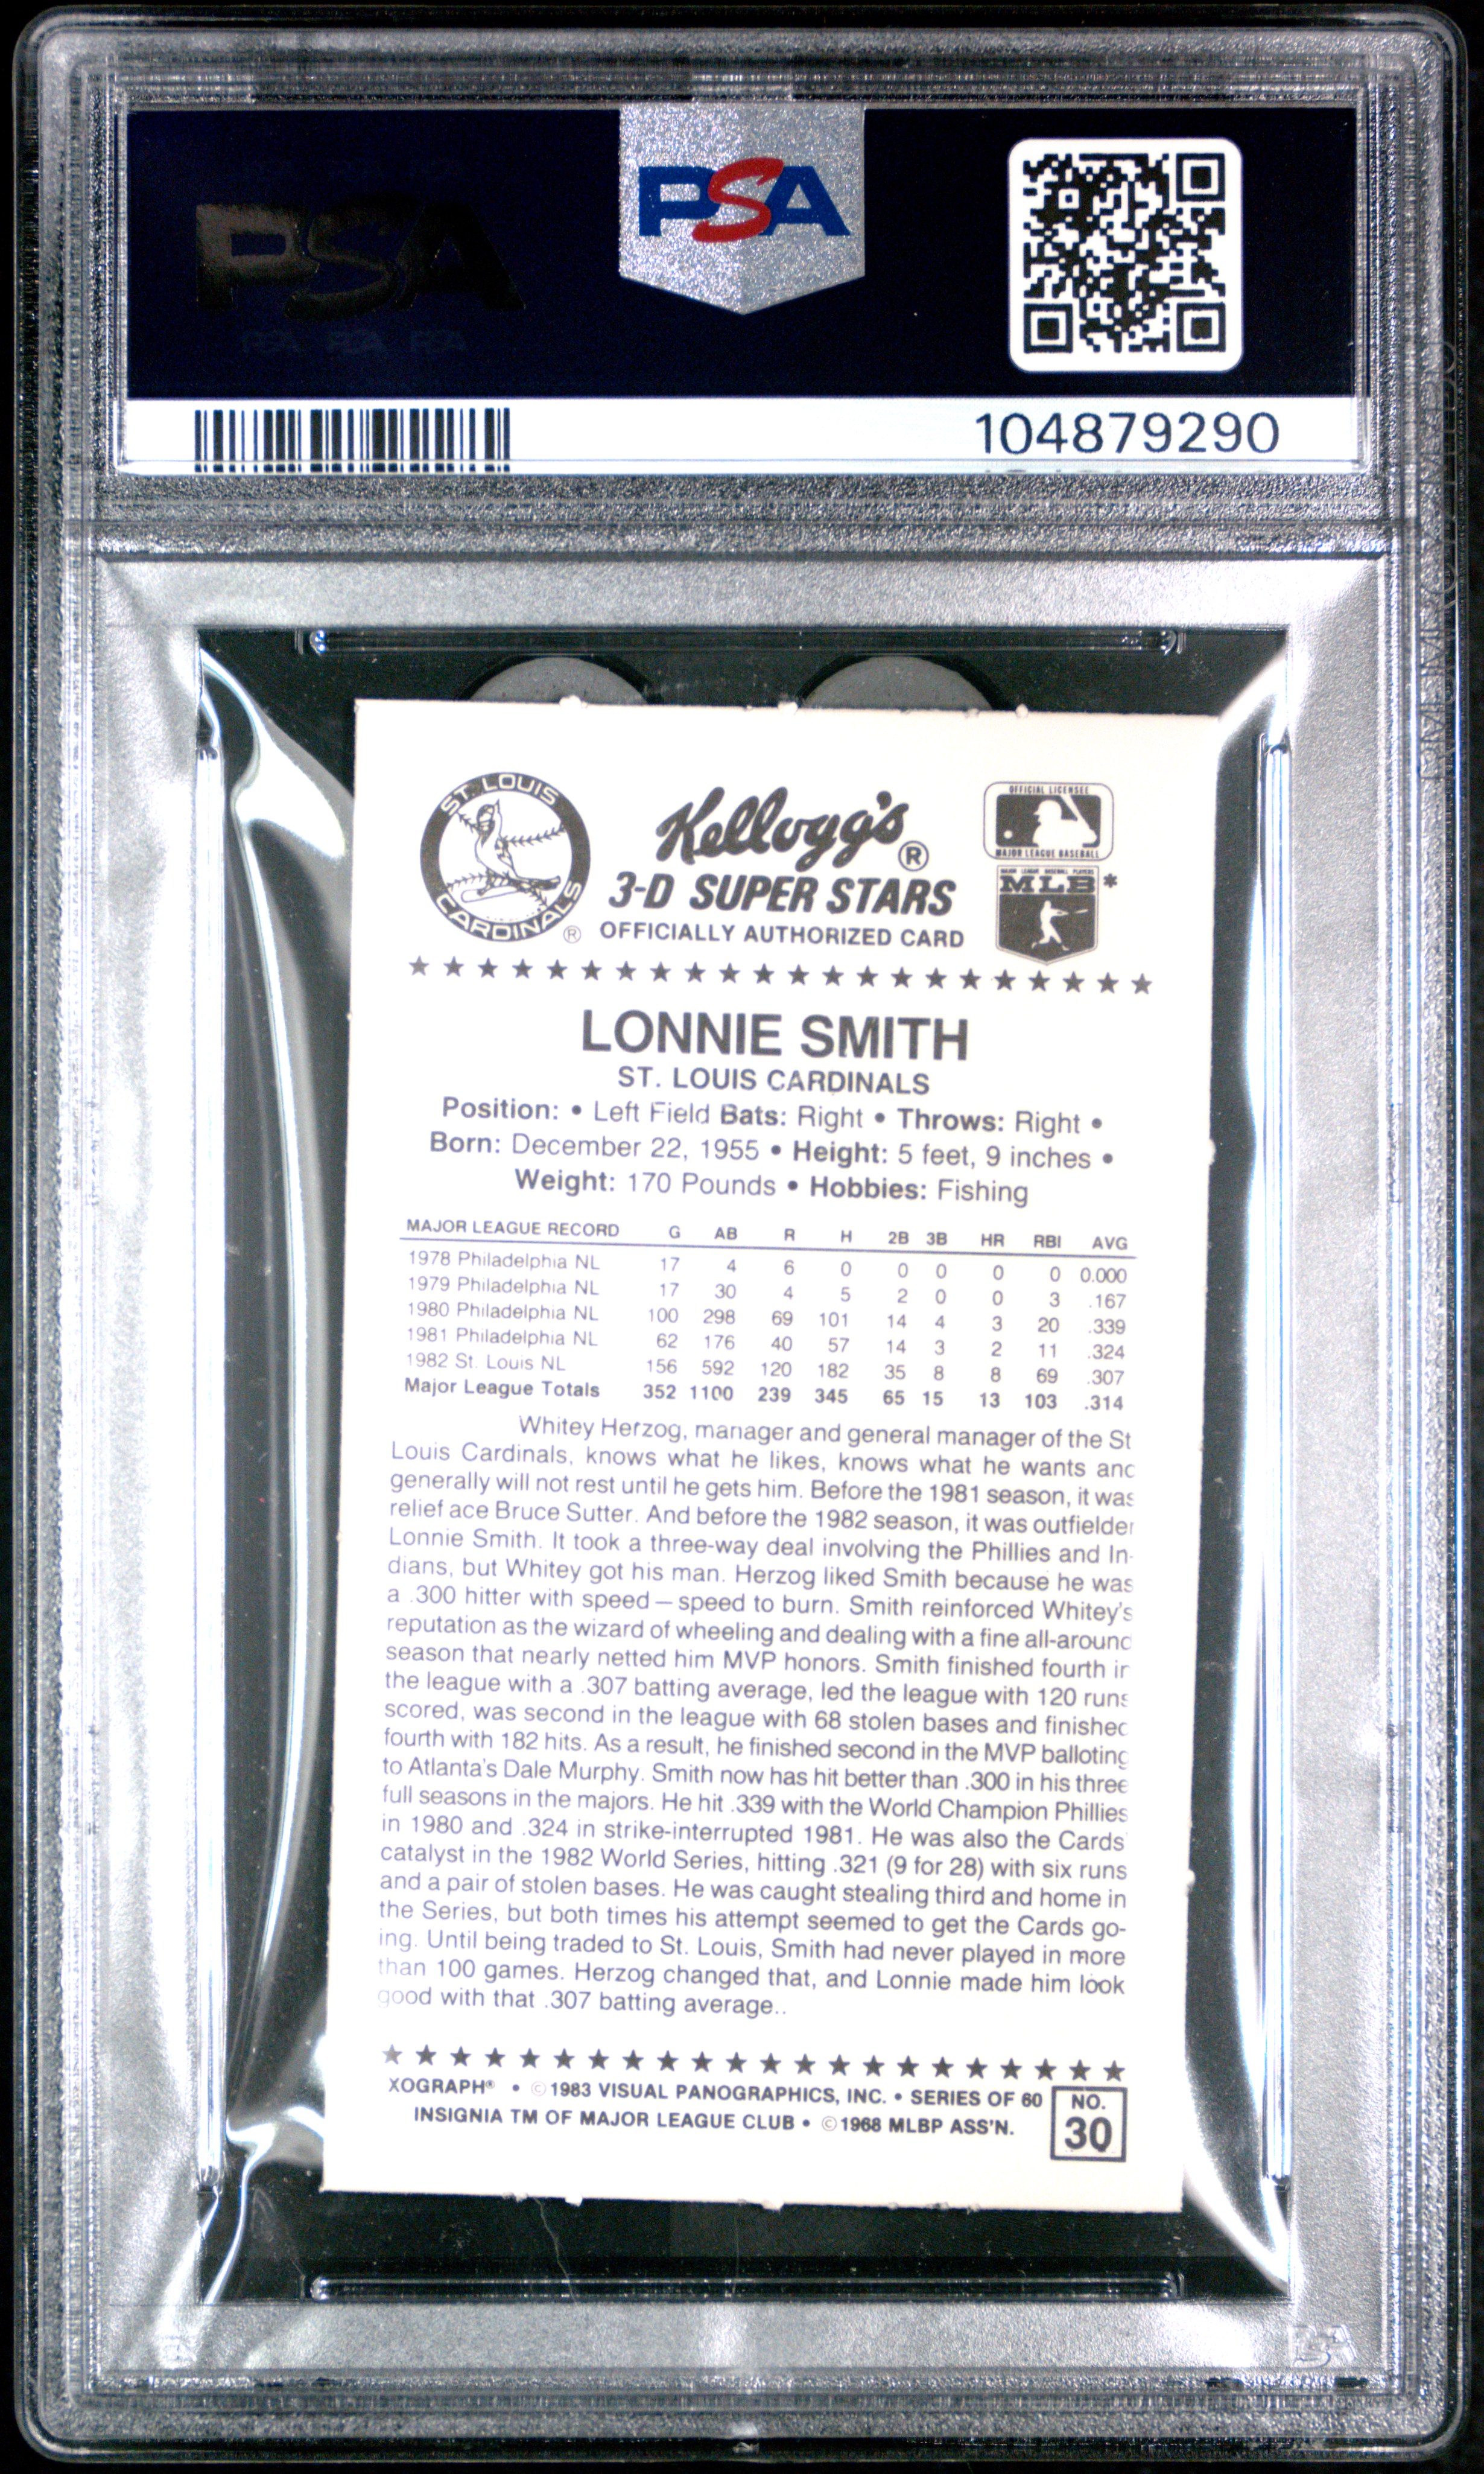 PSA
PSA
PSA PSA PSA
104879290
ST. LOUIS
CARDINALS ®
Kellogg's®
3-D SUPER STARS
OFFICIALLY AUTHORIZED CARD
OFFICIAL LICENSEE
MAJOR LEAGUE BASEBALL
MAJOR LEAGUE BASEBALL PLAYERS
MLB*
LONNIE SMITH
ST. LOUIS CARDINALS
Position: • Left Field Bats: Right • Throws: Right •
Born: December 22, 1955 • Height: 5 feet, 9 inches •
Weight: 170 Pounds • Hobbies: Fishing
MAJOR LEAGUE RECORD G AB R H 2B 3B HR RBI AVG
1978 Philadelphia NL 17 4 6 0 0 0 0 0 0.000
1979 Philadelphia NL 17 30 4 5 2 0 0 3 .167
1980 Philadelphia NL 100 298 69 101 14 4 3 20 .339
1981 Philadelphia NL 62 176 40 57 14 3 2 11 .324
1982 St. Louis NL 156 592 120 182 35 8 8 69 .307
Major League Totals 352 1100 239 345 65 15 13 103 .314
Whitey Herzog, manager and general manager of the St
Louis Cardinals, knows what he likes, knows what he wants and
generally will not rest until he gets him. Before the 1981 season, it was
relief ace Bruce Sutter. And before the 1982 season, it was outfielder
Lonnie Smith. It took a three-way deal involving the Phillies and In-
dians, but Whitey got his man. Herzog liked Smith because he was
a .300 hitter with speed — speed to burn. Smith reinforced Whitey's
reputation as the wizard of wheeling and dealing with a fine all-around
season that nearly netted him MVP honors. Smith finished fourth in
the league with a .307 batting average, led the league with 120 runs
scored, was second in the league with 68 stolen bases and finished
fourth with 182 hits. As a result, he finished second in the MVP balloting
to Atlanta's Dale Murphy. Smith now has hit better than .300 in his three
full seasons in the majors. He hit .339 with the World Champion Phillies
in 1980 and .324 in strike-interrupted 1981. He was also the Cards'
catalyst in the 1982 World Series, hitting .321 (9 for 28) with six runs
and a pair of stolen bases. He was caught stealing third and home in
the Series, but both times his attempt seemed to get the Cards go-
ing. Until being traded to St. Louis, Smith had never played in more
than 100 games. Herzog changed that, and Lonnie made him look
good with that .307 batting average..
XOGRAPH® • ©1983 VISUAL PANOGRAPHICS, INC. • SERIES OF 60
INSIGNIA TM OF MAJOR LEAGUE CLUB • ©1968 MLBP ASS'N.
NO.
30
PSA